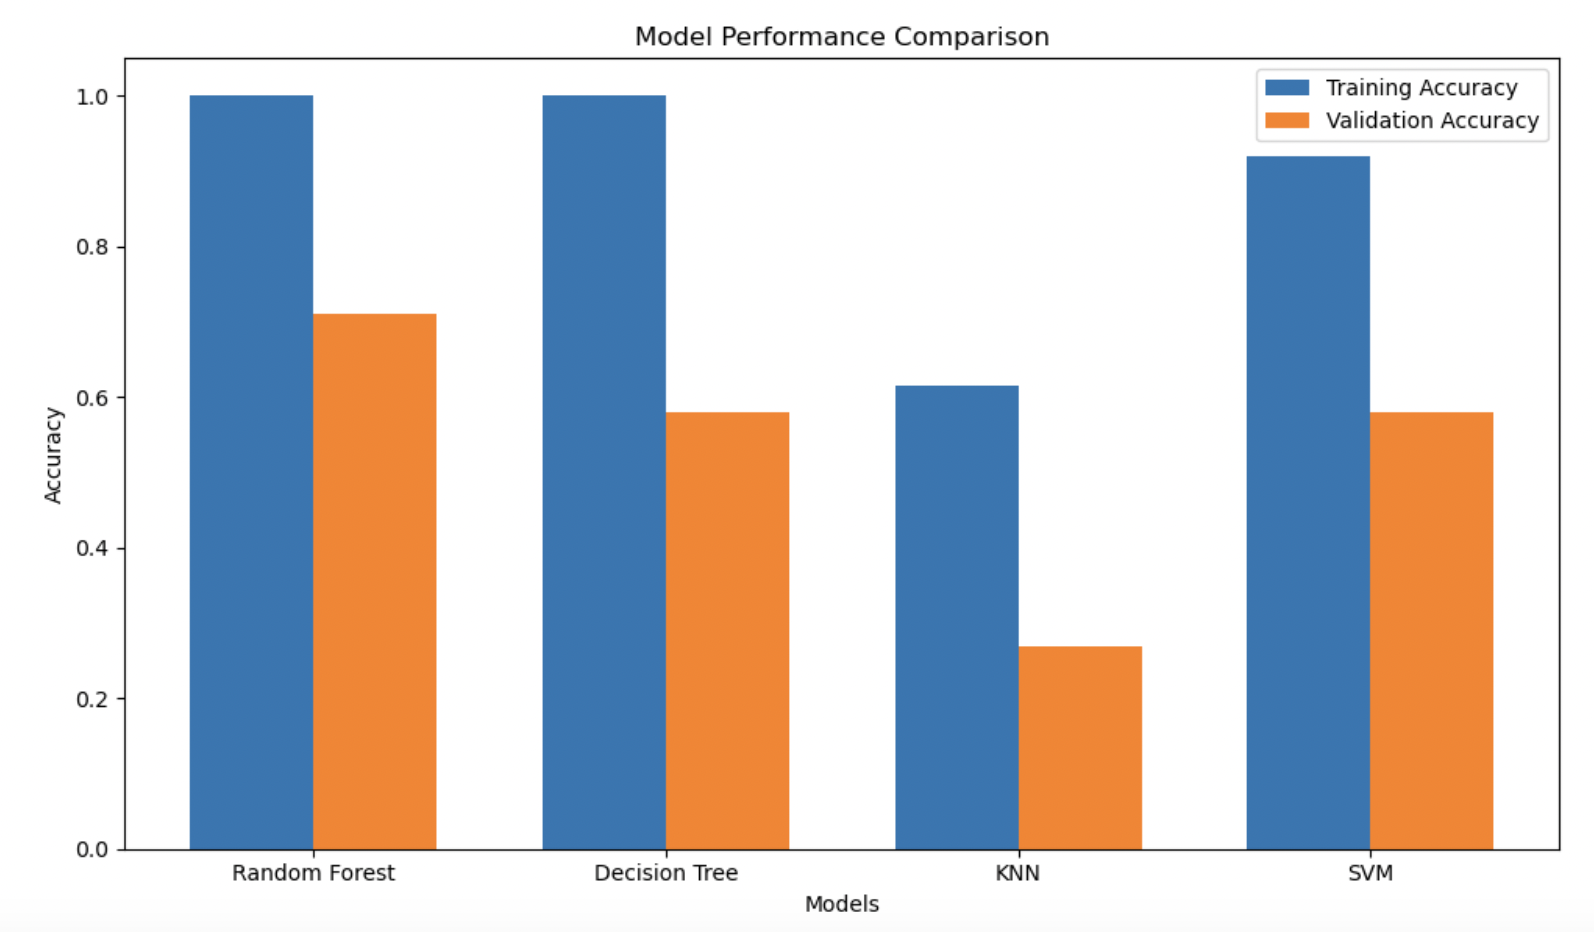 Model Performance Comparison
Training Accuracy
Validation Accuracy
1.0
0.8
0.6
0.4
0.2
0.0
Accuracy
Random Forest
Decision Tree
KNN
SVM
Models